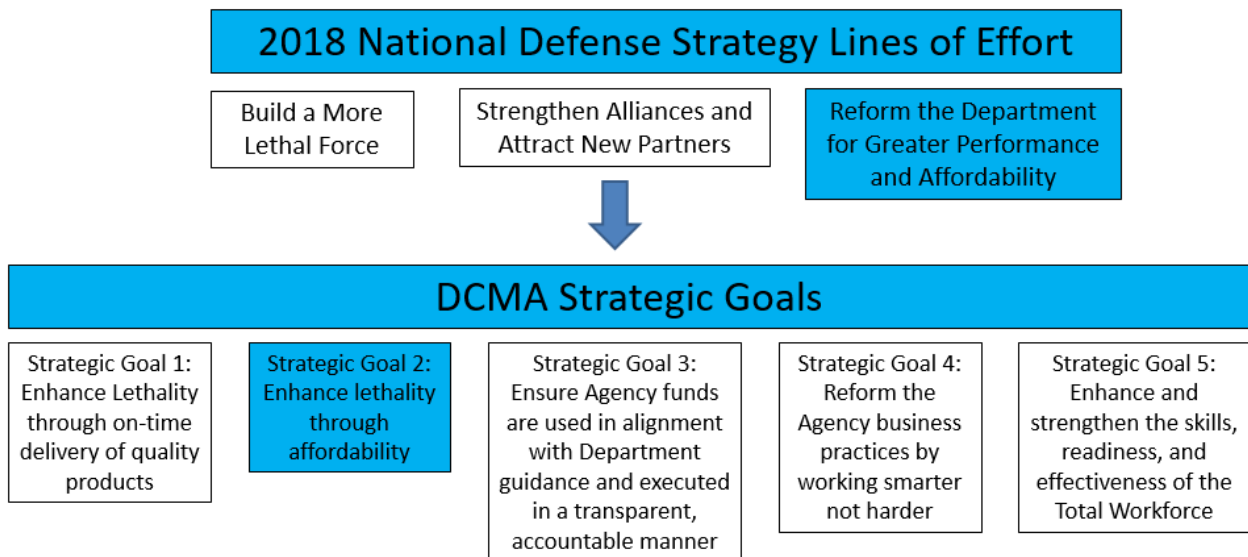 2018 National Defense Strategy Lines of Effort
Build a More
Lethal Force
Strengthen Alliances and
Attract New Partners
Reform the Department
for Greater Performance
and Affordability
DCMA Strategic Goals
Strategic Goal 1:
Enhance Lethality
through on-time
delivery of quality
products
Strategic Goal 2:
Enhance lethality
through
affordability
Strategic Goal 3:
Ensure Agency funds
are used in alignment
with Department
guidance and executed
in a transparent,
accountable manner
Strategic Goal 4:
Reform the
Agency business
practices by
working smarter
not harder
Strategic Goal 5:
Enhance and
strengthen the skills,
readiness, and
effectiveness of the
Total Workforce